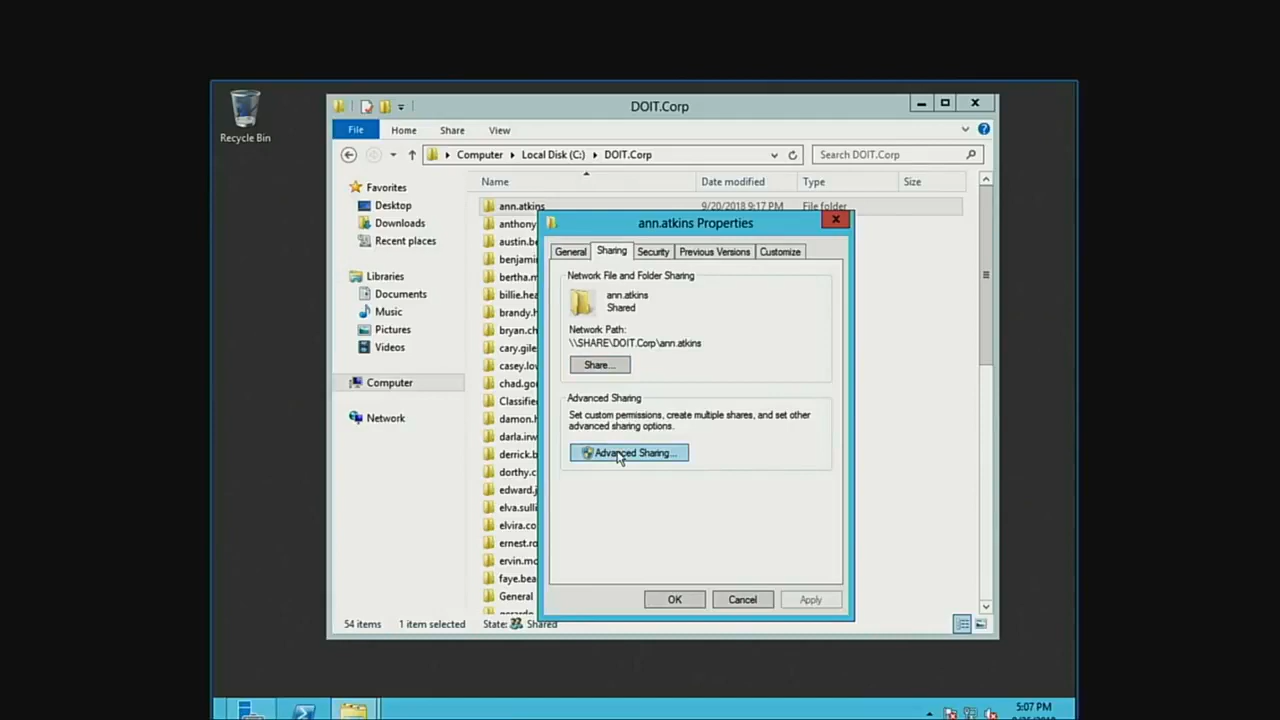 Recycle Bin
DOIT.Corp
File Home Share View
Computer Local Disk (C:) DOIT.Corp
Search DOIT.Corp
Name Date modified Type Size
Favorites
Desktop
Downloads
Recent places
Libraries
Documents
Music
Pictures
Videos
Computer
Network
ann.atkins 9/20/2018 9:17 PM File folder
anthony
austin.be
benjamin
bertha.m
billie.hea
brandy.h
bryan.ch
cary.gile
casey.lov
chad.gor
Classifie
damon.h
darla.irw
derrick.b
dorthy.c
edward.j
elva.sulli
elvira.co
ernest.ro
ervin.mo
faye.bea
General
ann.atkins Properties
General Sharing Security Previous Versions Customize
Network File and Folder Sharing
ann.atkins
Shared
Network Path:
\\SHARE\DOIT.Corp\ann.atkins
Share...
Advanced Sharing
Set custom permissions, create multiple shares, and set other
advanced sharing options.
Advanced Sharing...
OK Cancel Apply
54 items 1 item selected State: Shared
5:07 PM